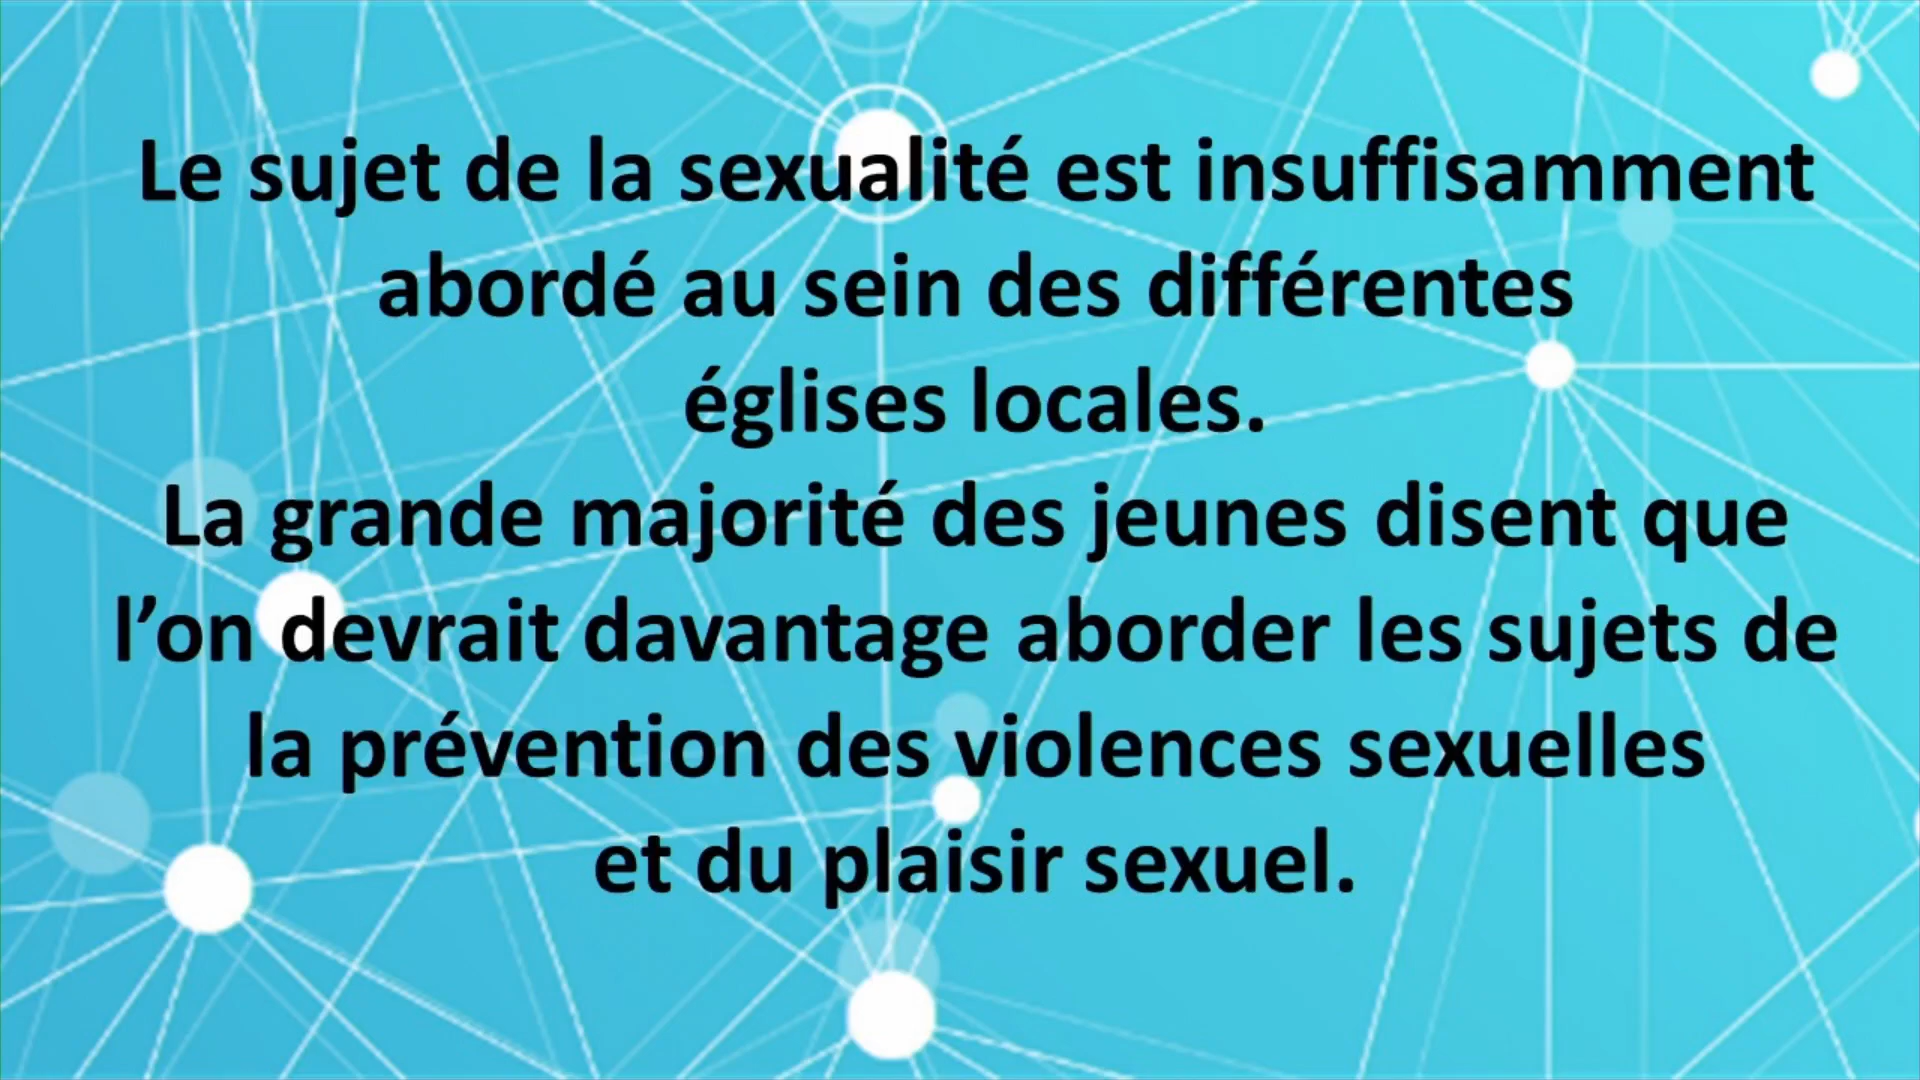 Le sujet de la sexualité est insuffisamment
abordé au sein des différentes
églises locales.
La grande majorité des jeunes disent que
l’on devrait davantage aborder les sujets de
la prévention des violences sexuelles
et du plaisir sexuel.